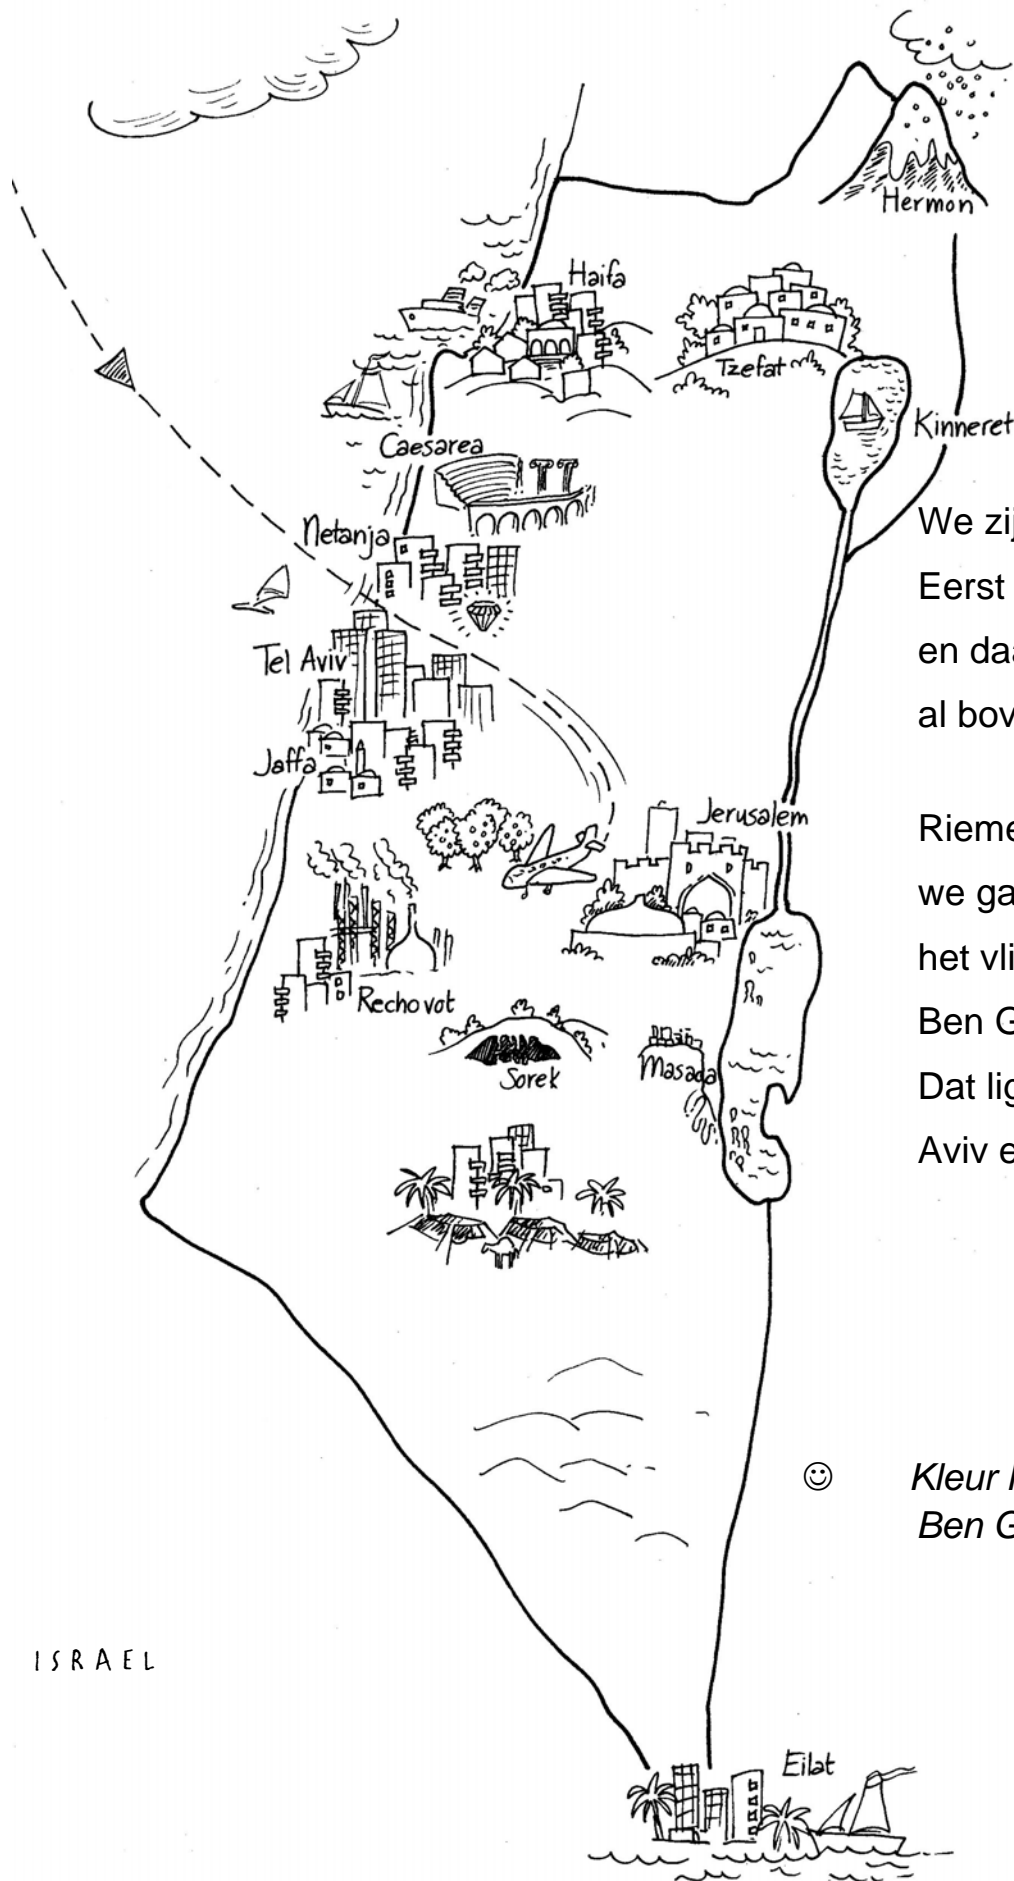 Hermon
Haifa
Tzefat
Kinneret
Caesarea
Netanja
Tel Aviv
Jaffa
Jerusalem
Rechovot
Sorek
Masada
Eilat
ISRAEL
We zij
Eerst
en daa
al bov
Rieme
we ga
het vli
Ben G
Dat lig
Aviv e
☺ Kleur
Ben G